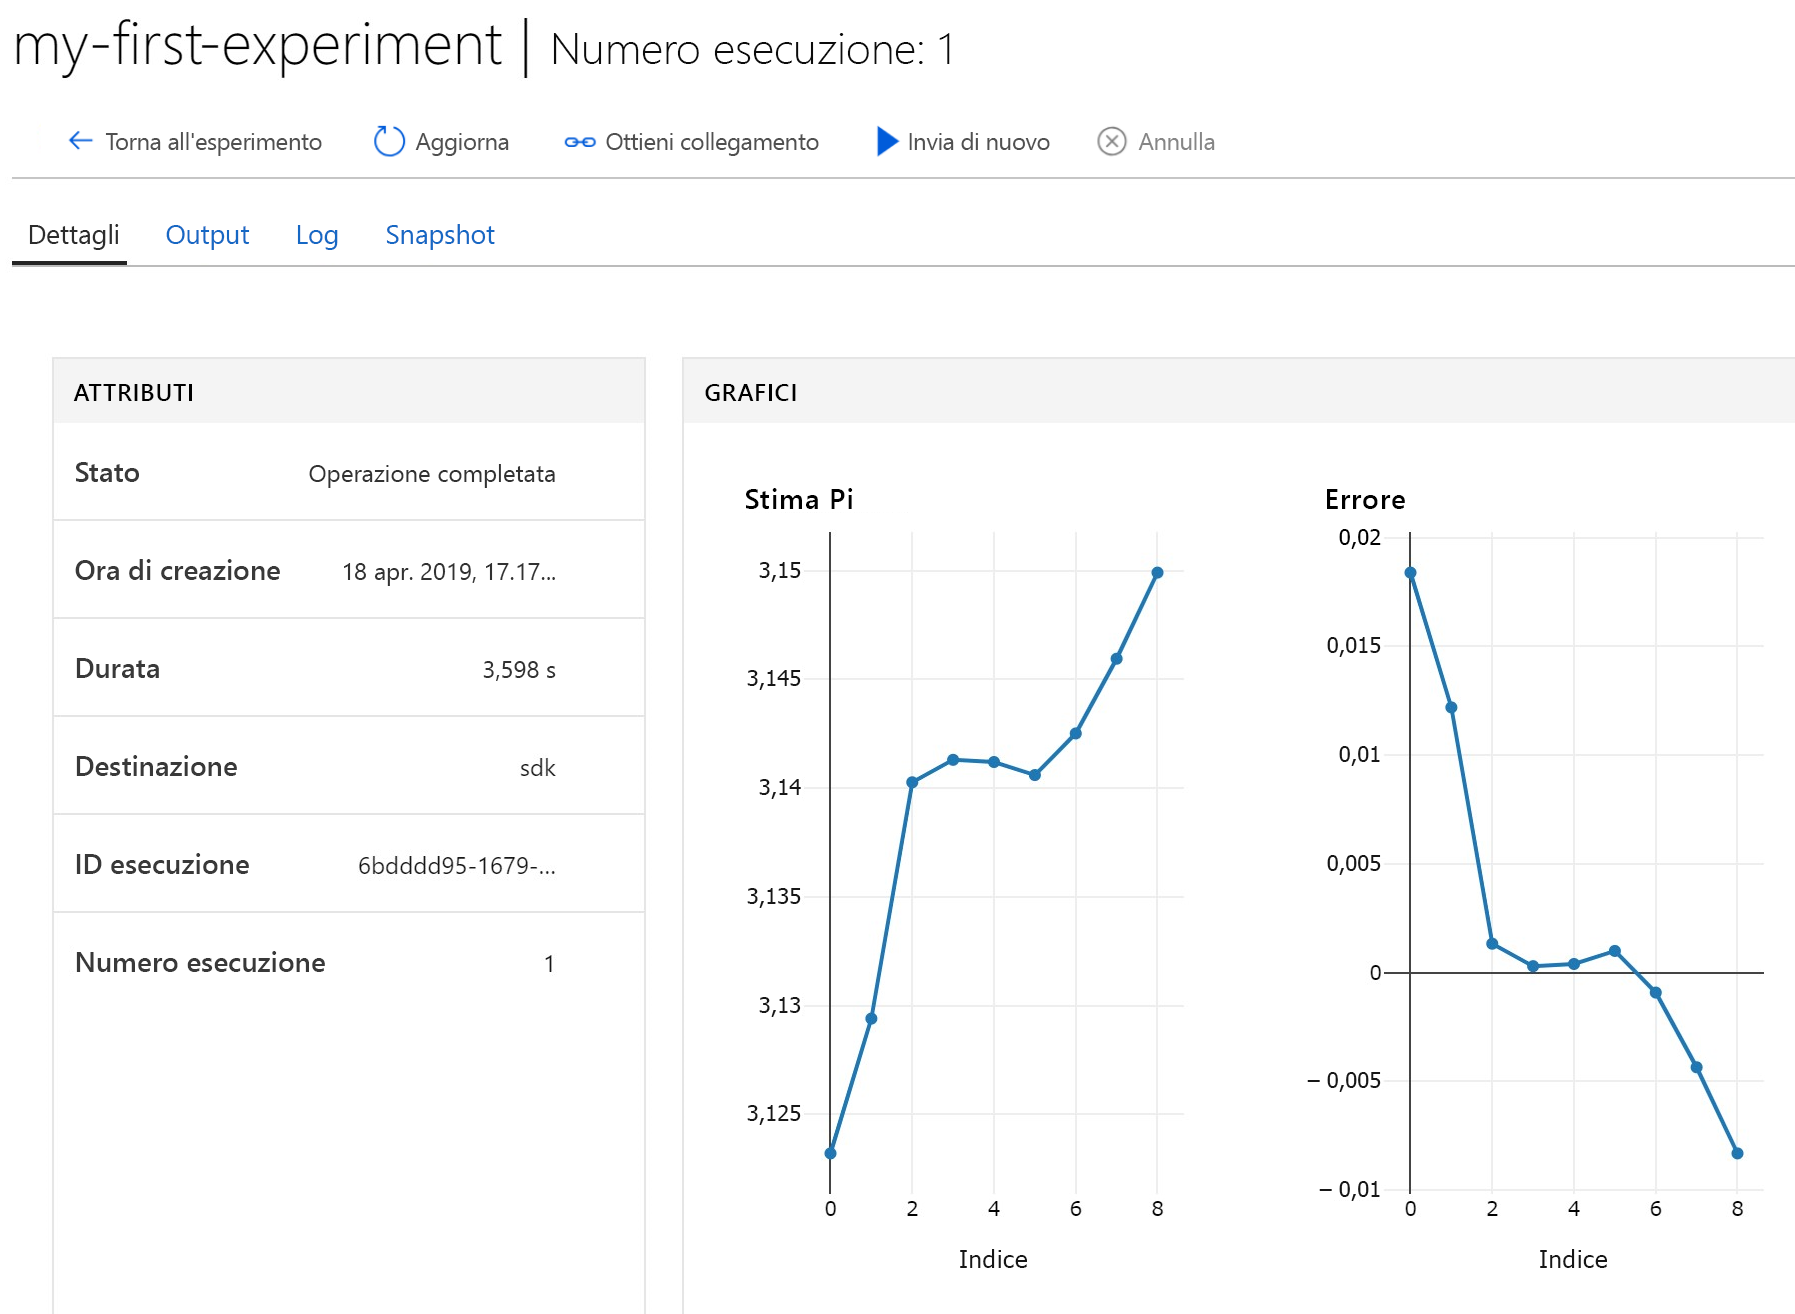 my-first-experiment | Numero esecuzione: 1
Torna all'esperimento Aggiorna Ottieni collegamento Invia di nuovo Annulla
Dettagli Output Log Snapshot
ATTRIBUTI
Stato Operazione completata
Ora di creazione 18 apr. 2019, 17.17...
Durata 3,598 s
Destinazione sdk
ID esecuzione 6bdddd95-1679-...
Numero esecuzione 1
GRAFICI
Stima Pi
3,15
3,145
3,14
3,135
3,13
3,125
0 2 4 6 8
Indice
Errore
0,02
0,015
0,01
0,005
0
– 0,005
– 0,01
0 2 4 6 8
Indice